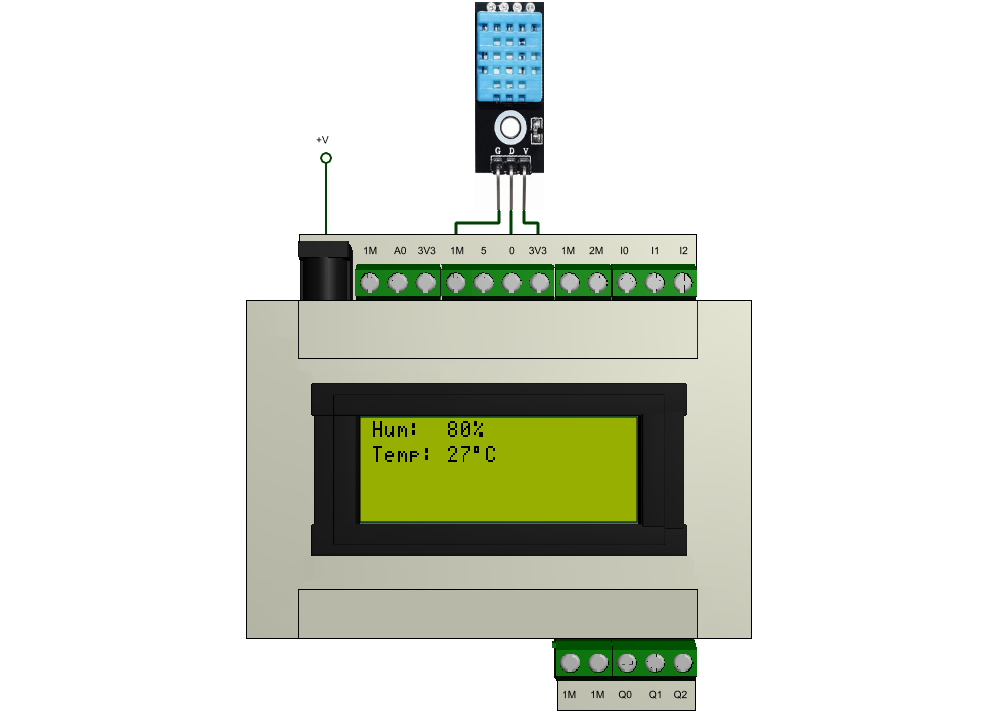 +V
G D V
1M A0 3V3 1M 5 0 3V3 1M 2M I0 I1 I2
Hum: 80%
Temp: 27°C
1M 1M Q0 Q1 Q2